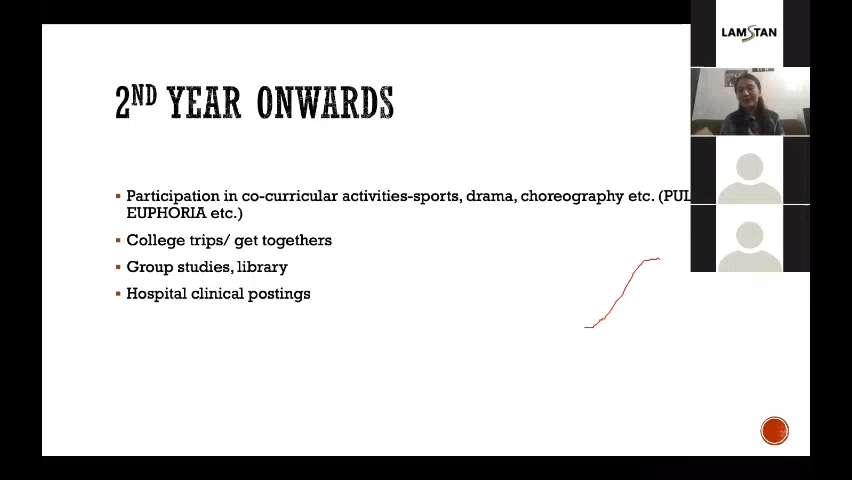 LAMSTAN
2ND YEAR ONWARDS
▪ Participation in co-curricular activities-sports, drama, choreography etc. (PUL
EUPHORIA etc.)
▪ College trips/ get togethers
▪ Group studies, library
▪ Hospital clinical postings